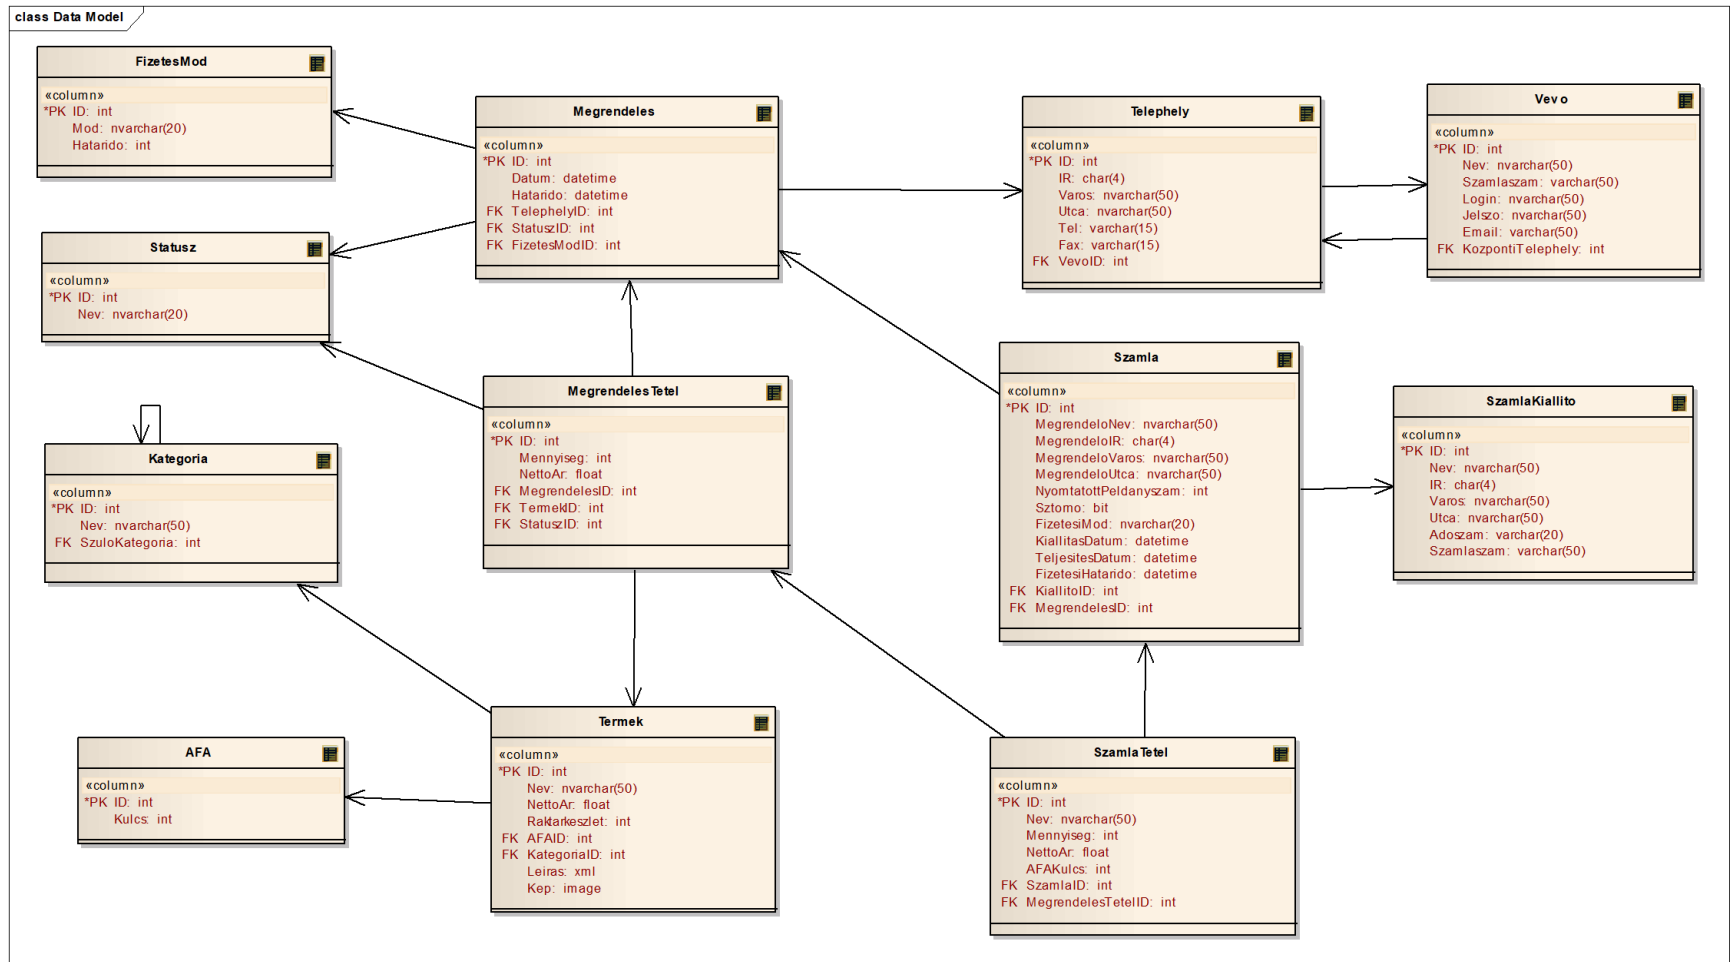 class Data Model
FizetesMod
«column»
*PK ID: int
Mod: nvarchar(20)
Hatarido: int
Megrendeles
«column»
*PK ID: int
Datum: datetime
Hatarido: datetime
FK TelephelyID: int
FK StatuszID: int
FK FizetesModID: int
Telephely
«column»
*PK ID: int
IR: char(4)
Varos: nvarchar(50)
Utca: nvarchar(50)
Tel: varchar(15)
Fax: varchar(15)
FK VevoID: int
Vevo
«column»
*PK ID: int
Nev: nvarchar(50)
Szamlaszam: varchar(50)
Login: nvarchar(50)
Jelszo: nvarchar(50)
Email: varchar(50)
FK KozpontiTelephely: int
Statusz
«column»
*PK ID: int
Nev: nvarchar(20)
MegrendelesTetel
«column»
*PK ID: int
Mennyiseg: int
NettoAr: float
FK MegrendelesID: int
FK TermekID: int
FK StatuszID: int
Szamla
«column»
*PK ID: int
MegrendeloNev: nvarchar(50)
MegrendeloIR: char(4)
MegrendeloVaros: nvarchar(50)
MegrendeloUtca: nvarchar(50)
NyomtatottPeldanyszam: int
Sztorno: bit
FizetesiMod: nvarchar(20)
KiallitasDatum: datetime
TeljesitesDatum: datetime
FizetesiHatarido: datetime
FK KiallitoID: int
FK MegrendelesID: int
SzamlaKiallito
«column»
*PK ID: int
Nev: nvarchar(50)
IR: char(4)
Varos: nvarchar(50)
Utca: nvarchar(50)
Adoszam: varchar(20)
Szamlaszam: varchar(50)
Kategoria
«column»
*PK ID: int
Nev: nvarchar(50)
FK SzuloKategoria: int
AFA
«column»
*PK ID: int
Kulcs: int
Termek
«column»
*PK ID: int
Nev: nvarchar(50)
NettoAr: float
Raktarkeszlet: int
FK AFAID: int
FK KategoriaID: int
Leiras: xml
Kep: image
SzamlaTetel
«column»
*PK ID: int
Nev: nvarchar(50)
Mennyiseg: int
NettoAr: float
AFAKulcs: int
FK SzamlaID: int
FK MegrendelesTetelID: int